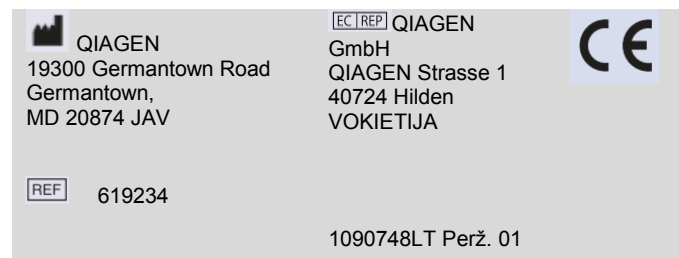 QIAGEN
19300 Germantown Road
Germantown,
MD 20874 JAV
EC REP QIAGEN
GmbH
QIAGEN Strasse 1
40724 Hilden
VOKIETIJA
CE
REF 619234
1090748LT Perž. 01